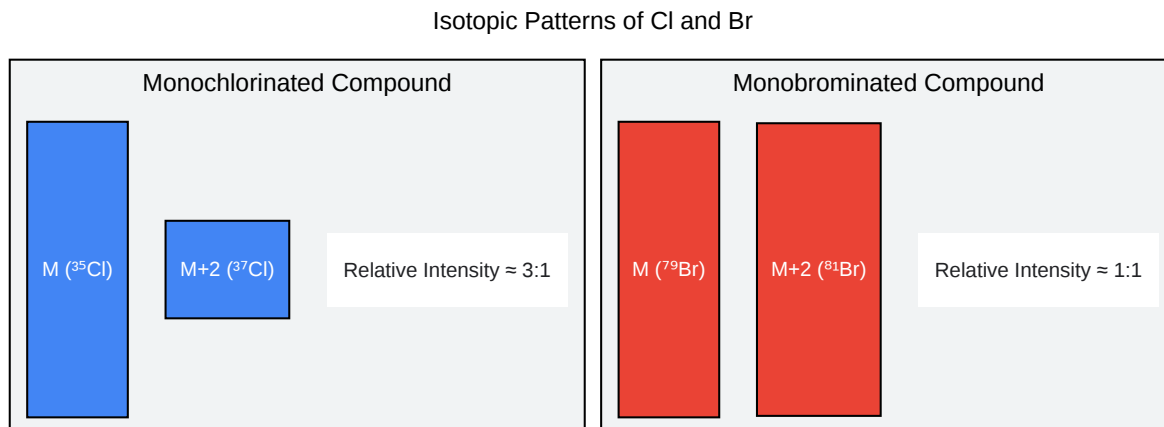 Isotopic Patterns of Cl and Br
Monochlorinated Compound
M (³⁵Cl)
M+2 (³⁷Cl)
Relative Intensity ≈ 3:1
Monobrominated Compound
M (⁷⁹Br)
M+2 (⁸¹Br)
Relative Intensity ≈ 1:1